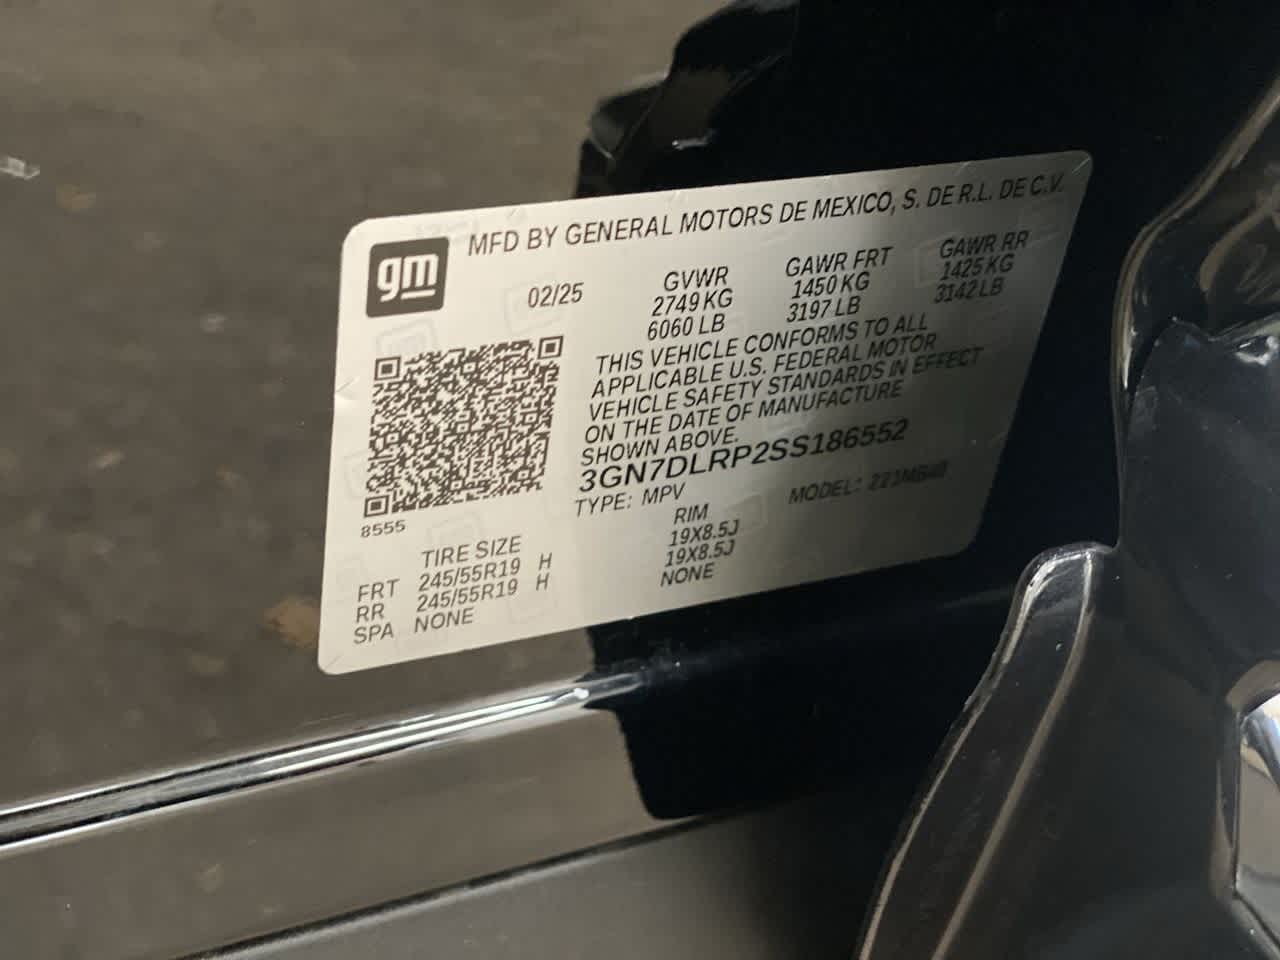 gm
MFD BY GENERAL MOTORS DE MEXICO, S. DE R.L. DE C.V.
02/25
GVWR GAWR FRT GAWR RR
2749 KG 1450 KG 1425 KG
6060 LB 3197 LB 3142 LB
THIS VEHICLE CONFORMS TO ALL
APPLICABLE U.S. FEDERAL MOTOR
VEHICLE SAFETY STANDARDS IN EFFECT
ON THE DATE OF MANUFACTURE
SHOWN ABOVE.
3GN7DLRP2SS186552
TYPE: MPV MODEL:
8555
TIRE SIZE RIM
FRT 245/55R19 H 19X8.5J
RR 245/55R19 H 19X8.5J
SPA NONE NONE